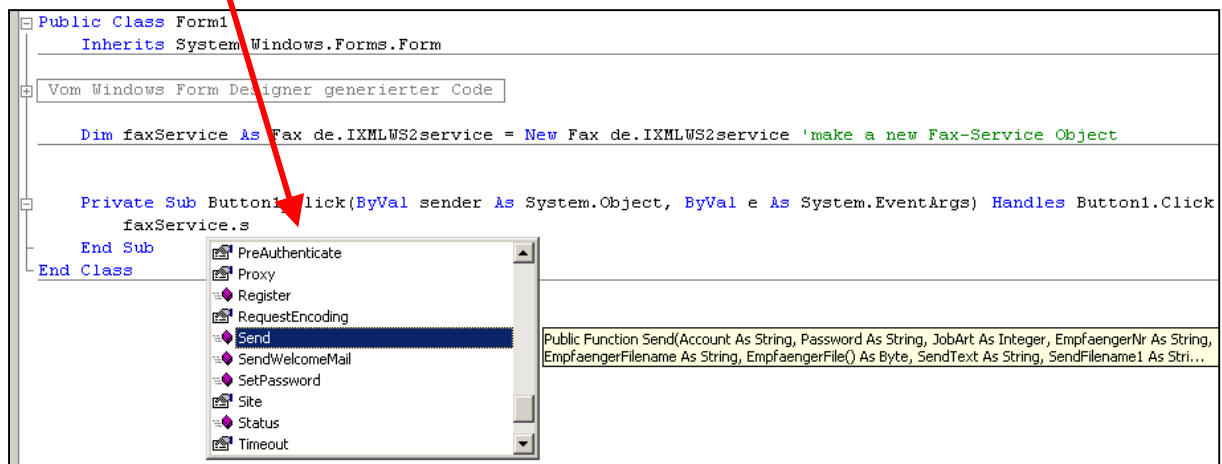 Public Class Form1
Inherits System.Windows.Forms.Form
Vom Windows Form Designer generierter Code
Dim faxService As Fax de.IXMLWS2service = New Fax de.IXMLWS2service 'make a new Fax-Service Object
Private Sub Button1_Click(ByVal sender As System.Object, ByVal e As System.EventArgs) Handles Button1.Click
faxService.s
End Sub
End Class
PreAuthenticate
Proxy
Register
RequestEncoding
Send
SendWelcomeMail
SetPassword
Site
Status
Timeout
Public Function Send(Account As String, Password As String, JobArt As Integer, EmpfaengerNr As String,
EmpfaengerFilename As String, EmpfaengerFile() As Byte, SendText As String, SendFilename1 As Stri...